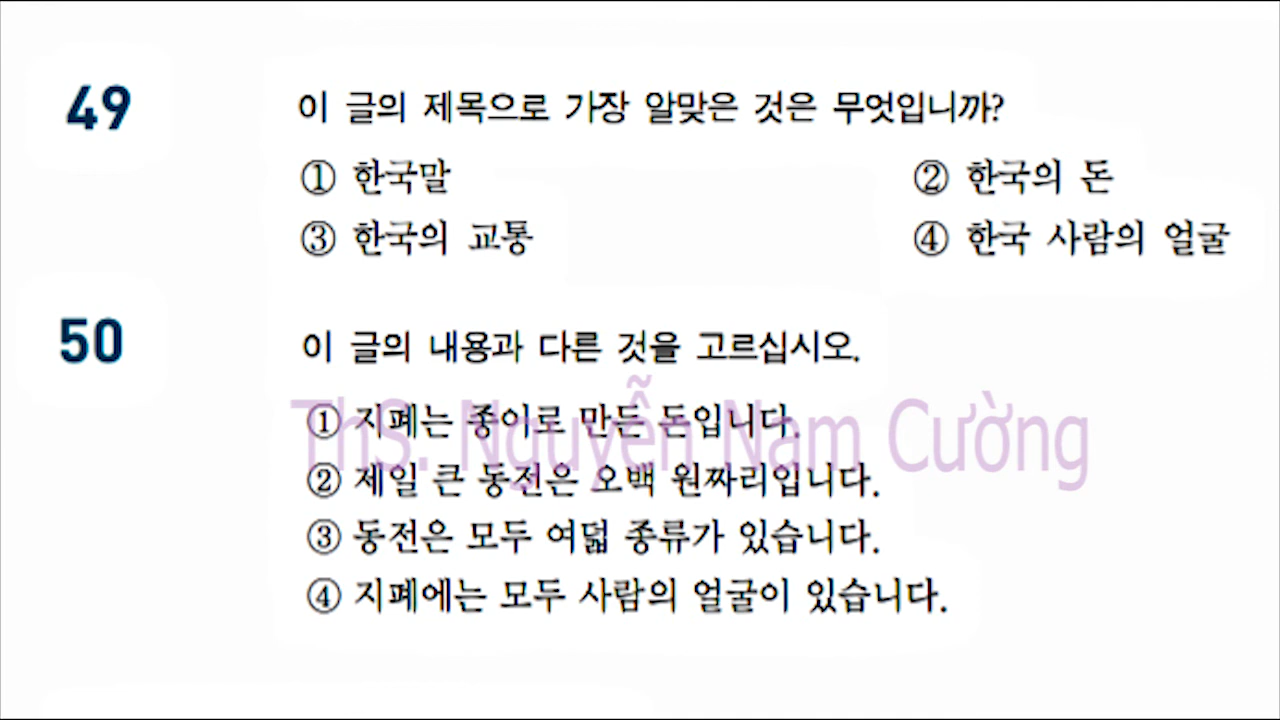 49 이 글의 제목으로 가장 알맞은 것은 무엇입니까?
① 한국말 ② 한국의 돈
③ 한국의 교통 ④ 한국 사람의 얼굴
50 이 글의 내용과 다른 것을 고르십시오.
① 지폐는 종이로 만든 돈입니다.
ThS. Nguyễn Nam Cường
② 제일 큰 동전은 오백 원짜리입니다.
③ 동전은 모두 여덟 종류가 있습니다.
④ 지폐에는 모두 사람의 얼굴이 있습니다.